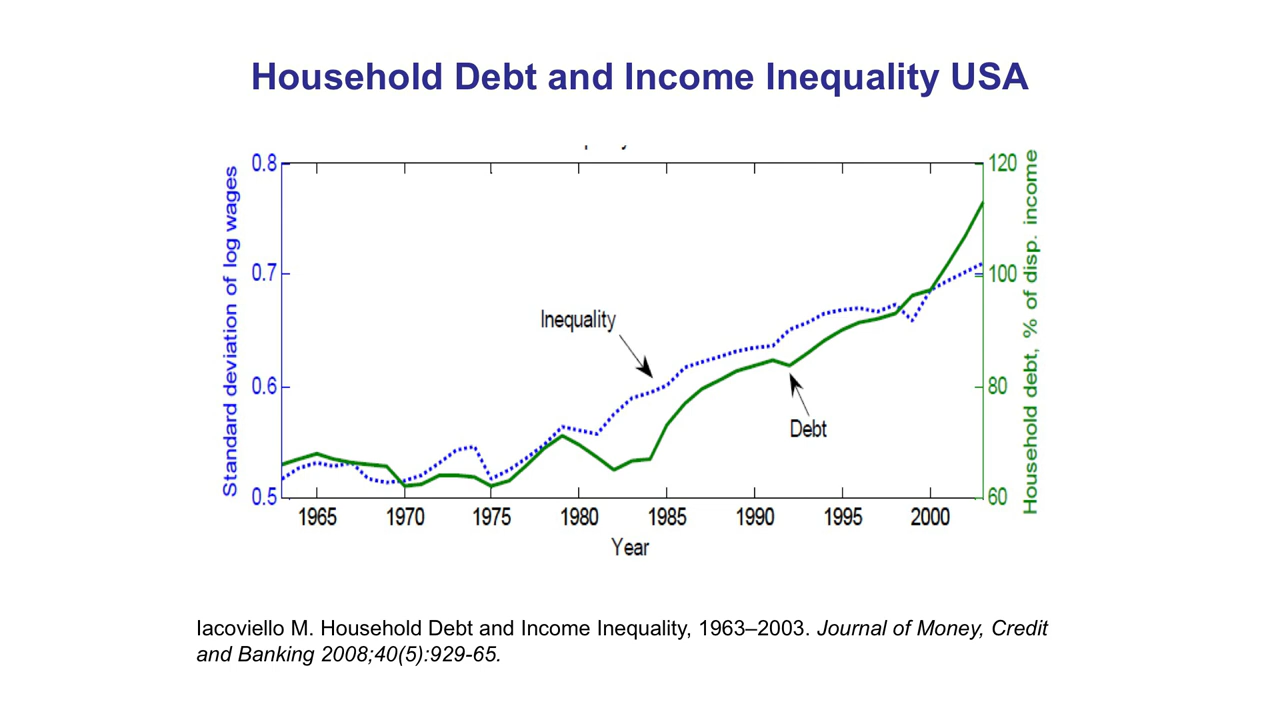 Household Debt and Income Inequality USA
Standard deviation of log wages
0.8
0.7
0.6
0.5
Inequality
Debt
120
100
80
60
Household debt, % of disp. income
1965 1970 1975 1980 1985 1990 1995 2000
Year
Iacoviello M. Household Debt and Income Inequality, 1963–2003. Journal of Money, Credit
and Banking 2008;40(5):929-65.